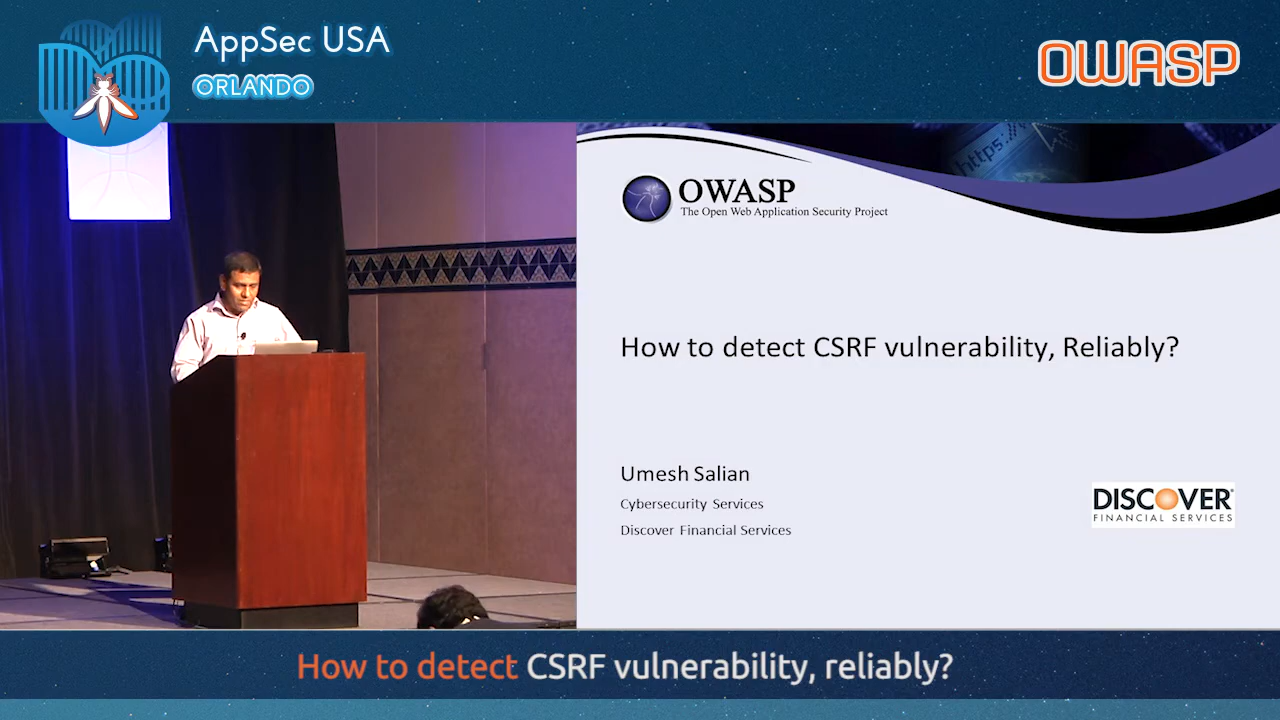 AppSec USA
ORLANDO
OWASP
https://
OWASP
The Open Web Application Security Project
How to detect CSRF vulnerability, Reliably?
Umesh Salian
Cybersecurity Services
Discover Financial Services
DISCOVER®
FINANCIAL SERVICES
How to detect CSRF vulnerability, reliably?